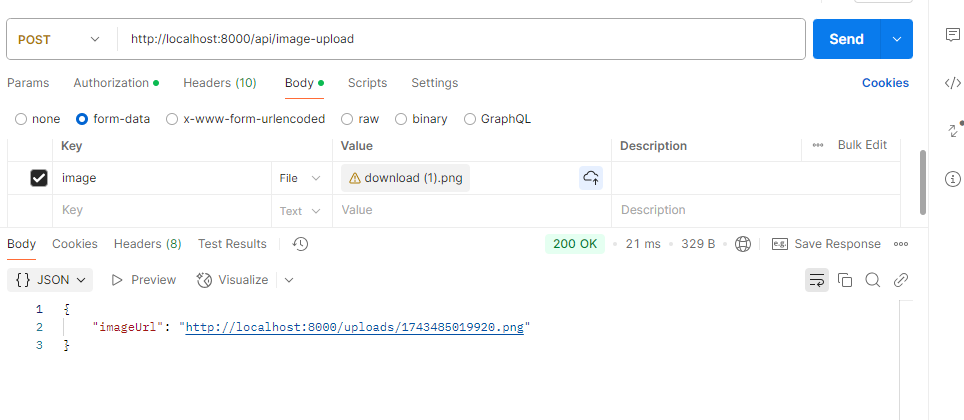 POST http://localhost:8000/api/image-upload Send
Params Authorization Headers (10) Body Scripts Settings Cookies
none form-data x-www-form-urlencoded raw binary GraphQL
Key Value Description Bulk Edit
image File download (1).png
Key Text Value Description
Body Cookies Headers (8) Test Results 200 OK 21 ms 329 B e.g. Save Response
{} JSON Preview Visualize
1 {
2 "imageUrl": "http://localhost:8000/uploads/1743485019920.png"
3 }